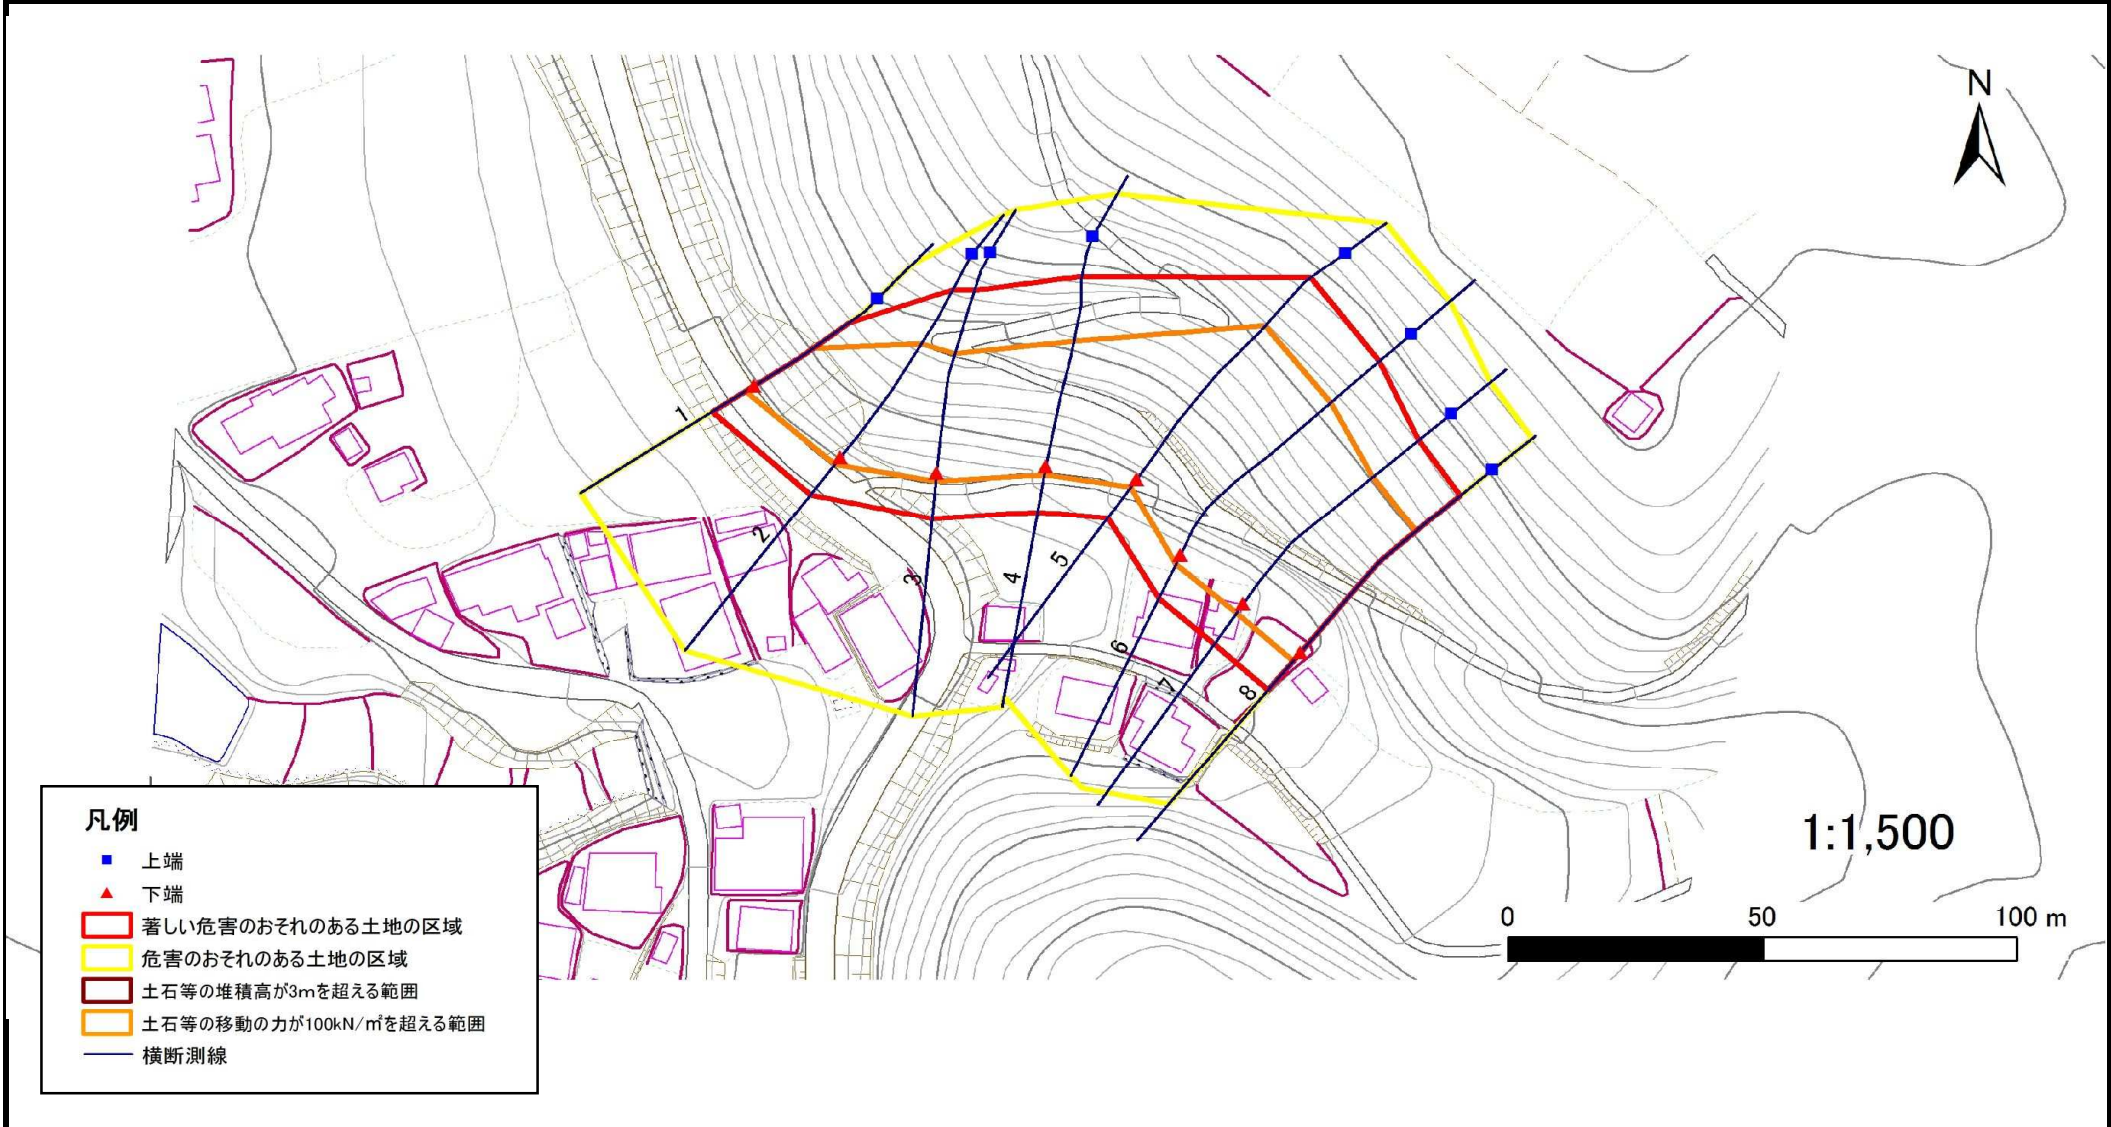 N
1
2
3
4
5
6
7
8
1:1,500
0 50 100 m
凡例
上端
下端
著しい危害のおそれのある土地の区域
危害のおそれのある土地の区域
土石等の堆積高が3mを超える範囲
土石等の移動の力が100kN/㎡を超える範囲
横断測線